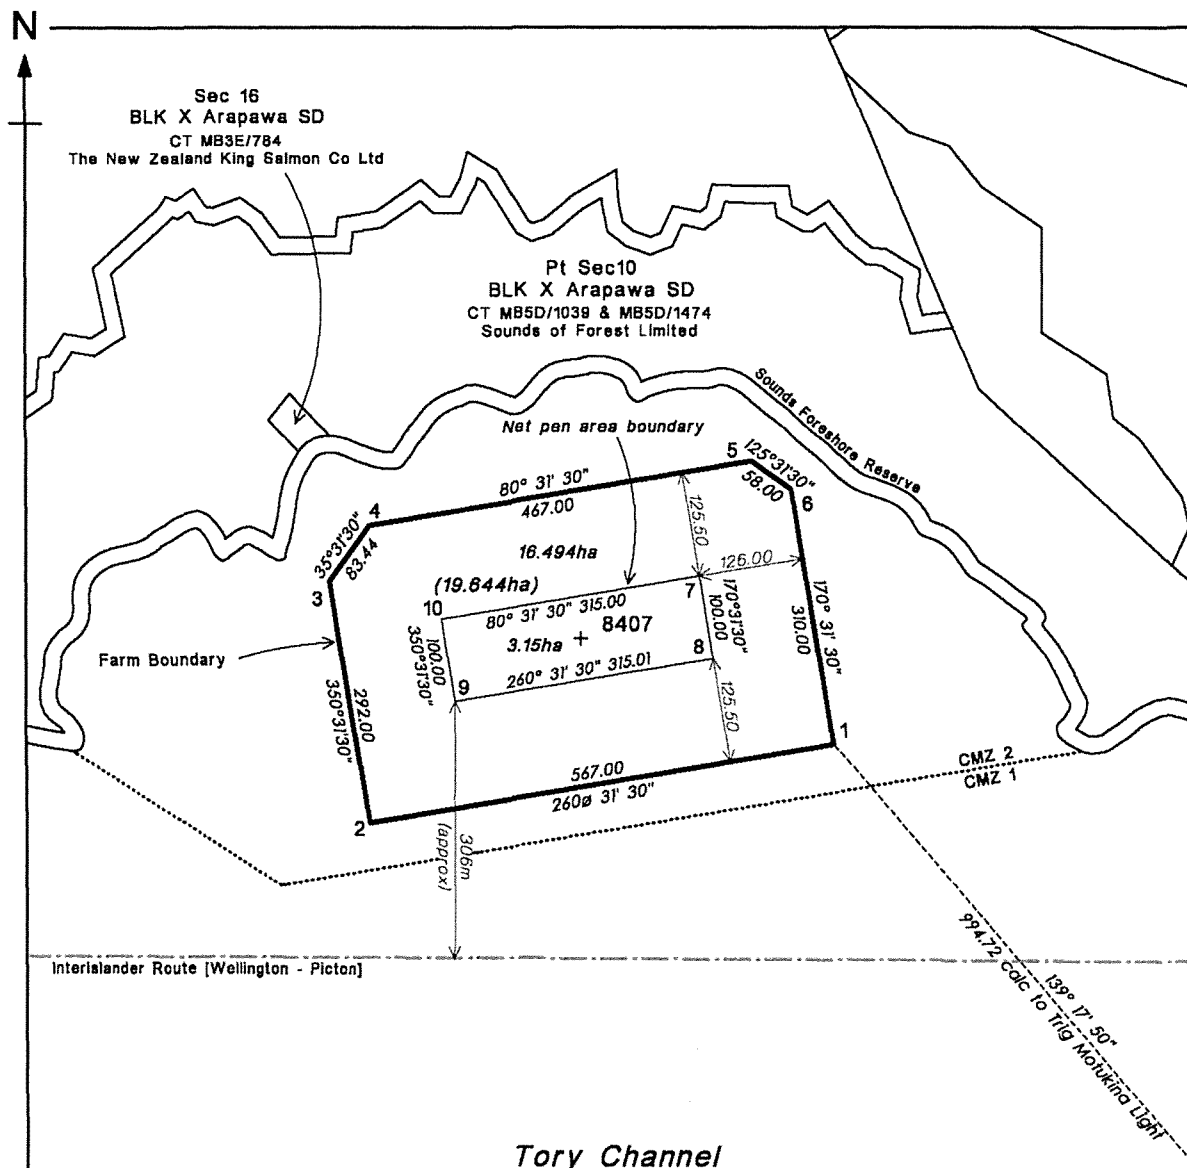 N
Sec 16
BLK X Arapawa SD
CT MB3E/784
The New Zealand King Salmon Co Ltd
Pt Sec10
BLK X Arapawa SD
CT MB5D/1039 & MB5D/1474
Sounds of Forest Limited
Sounds Foreshore Reserve
Net pen area boundary
5
125°31'30"
58.00
6
80° 31' 30"
467.00
4
35°31'30"
83.44
3
125.50
16.494ha
126.00
(19.644ha)
10
80° 31' 30" 315.00
7
170°31'30"
100.00
170° 31' 30"
310.00
8407
3.15ha
100.00
350°31'30"
8
260° 31' 30" 315.01
9
Farm Boundary
292.00
350°31'30"
125.50
1
567.00
260ø 31' 30"
CMZ 2
CMZ 1
2
306m
(approx)
Interislander Route [Wellington - Picton]
139° 17' 50"
994.72 calc to Trig Motukina Light
Tory Channel